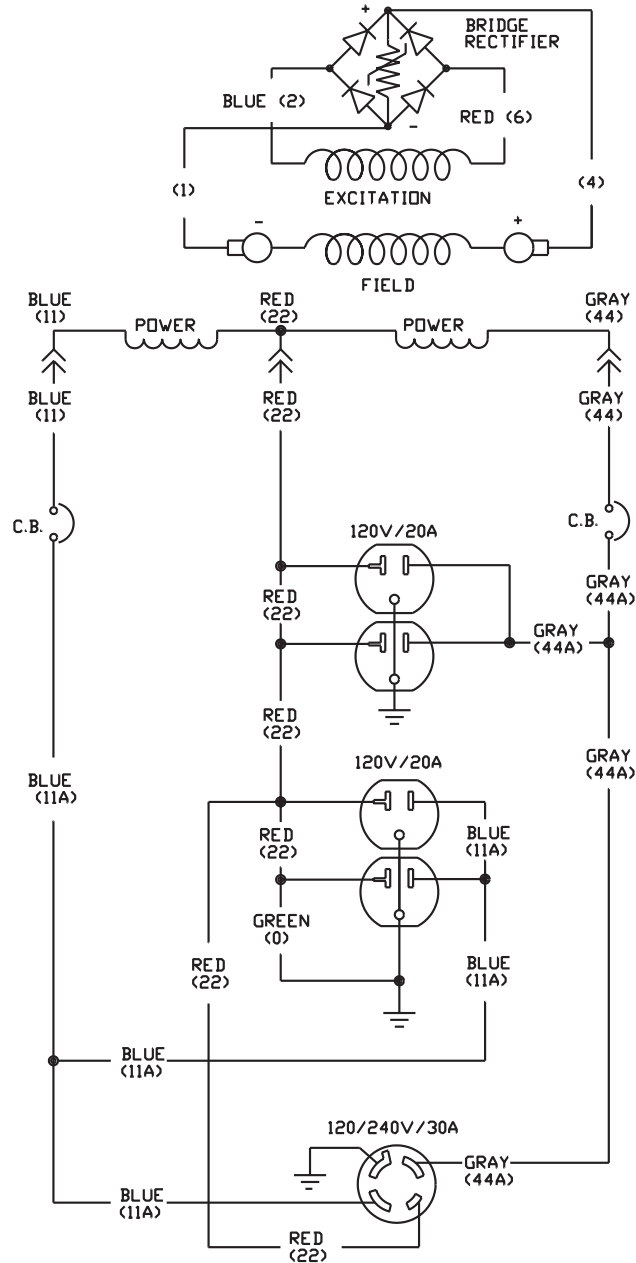 +
BRIDGE
RECTIFIER
BLUE (2)
RED (6)
-
(1)
(4)
EXCITATION
-
+
FIELD
BLUE
(11)
POWER
RED
(22)
POWER
GRAY
(44)
BLUE
(11)
RED
(22)
GRAY
(44)
C.B.
C.B.
120V/20A
RED
(22)
GRAY
(44A)
GRAY
(44A)
RED
(22)
120V/20A
GRAY
(44A)
BLUE
(11A)
RED
(22)
BLUE
(11A)
GREEN
(0)
RED
(22)
BLUE
(11A)
BLUE
(11A)
120/240V/30A
GRAY
(44A)
BLUE
(11A)
RED
(22)